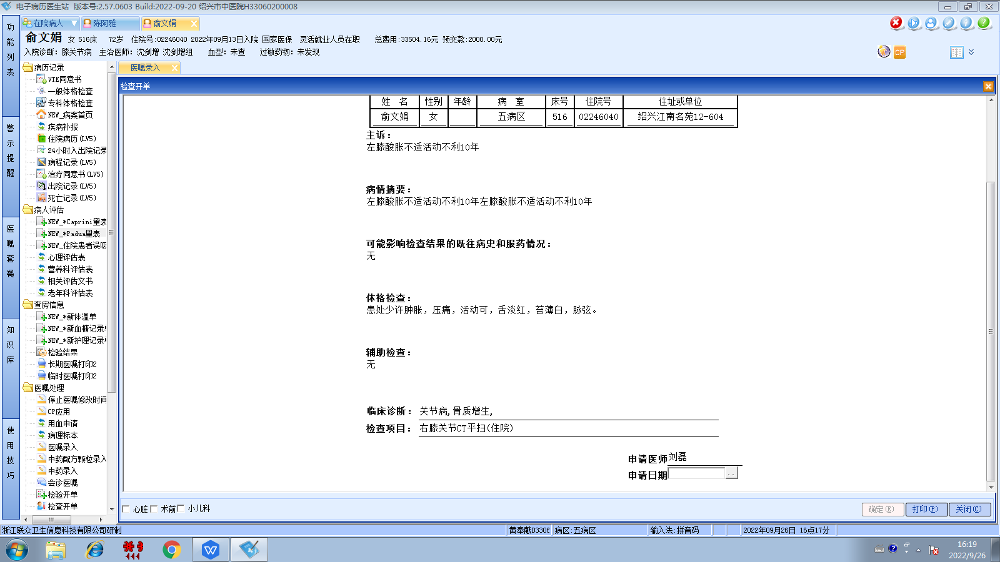 电子病历医生站 版本号:2.57.0603 Build:2022-09-20 绍兴市中医院H33060200008
在院病人 陈阿雅 俞文娟
俞文娟 女 516床 72岁 住院号:02246040 2022年09月13日入院 国家医保 灵活就业人员在职 总费用:33504.16元 预交款:2000.00元
入院诊断: 膝关节病 主治医师: 沈剑增 沈剑增组 血型: 未查 过敏药物: 未发现
CP
功能列表
警示提醒
医嘱套餐
知识库
使用技巧
病历记录
VTE同意书
一般体格检查
专科体格检查
NEW_病案首页
疾病补报
住院病历(LV5)
24小时入出院记录
病程记录(LV5)
治疗同意书(LV5)
出院记录(LV5)
死亡记录(LV5)
病人评估
NEW_*Caprini量表
NEW_*Padua量表
NEW_住院患者误吸
心理评估表
营养科评估表
相关评估文书
老年科评估表
查房信息
NEW_*新体温单
NEW_*新血糖记录单
NEW_*新护理记录单
检验结果
长期医嘱打印2
临时医嘱打印2
医嘱处理
停止医嘱修改时间
CP应用
用血申请
病理标本
医嘱录入
中药配方颗粒录入
中药录入
会诊医嘱
检验开单
检查开单
医嘱录入
检查开单
姓 名 性别 年龄 病 室 床号 住院号 住址或单位
俞文娟 女 五病区 516 02246040 绍兴江南名苑12-604
主诉：
左膝酸胀不适活动不利10年
病情摘要：
左膝酸胀不适活动不利10年左膝酸胀不适活动不利10年
可能影响检查结果的既往病史和服药情况：
无
体格检查：
患处少许肿胀，压痛，活动可，舌淡红，苔薄白，脉弦。
辅助检查：
无
临床诊断： 关节病,骨质增生,
检查项目： 右膝关节CT平扫(住院)
申请医师 刘磊
申请日期 ..
心脏 术前 小儿科
确定(E) 打印(P) 关闭(C)
浙江联众卫生信息科技有限公司研制 黄奉献D3306 病区:五病区 输入法:拼音码 2022年09月26日 16点17分
16:19
2022/9/26